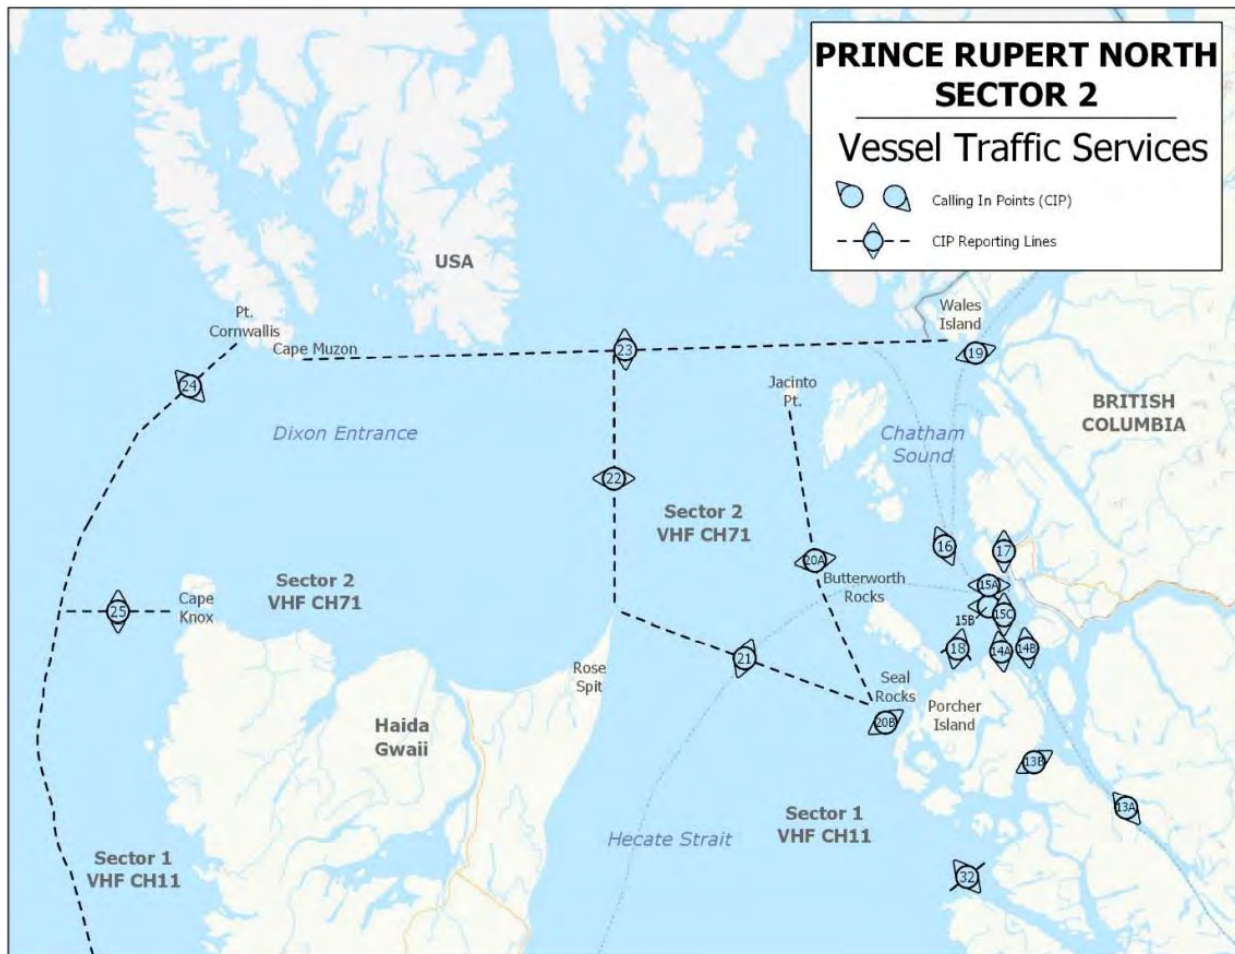 PRINCE RUPERT NORTH
SECTOR 2
Vessel Traffic Services
Calling In Points (CIP)
CIP Reporting Lines
USA
Wales
Island
Pt.
Cornwallis
Cape Muzon
23
19
24
Jacinto
Pt.
BRITISH
COLUMBIA
Dixon Entrance
Chatham
Sound
22
Sector 2
VHF CH71
16
17
20A
Sector 2
VHF CH71
Butterworth
Rocks
15A
Cape
Knox
25
15B
15C
18
14A
14B
21
Rose
Spit
Seal
Rocks
Porcher
Island
20B
Haida
Gwaii
13B
13A
Sector 1
VHF CH11
Hecate Strait
Sector 1
VHF CH11
32